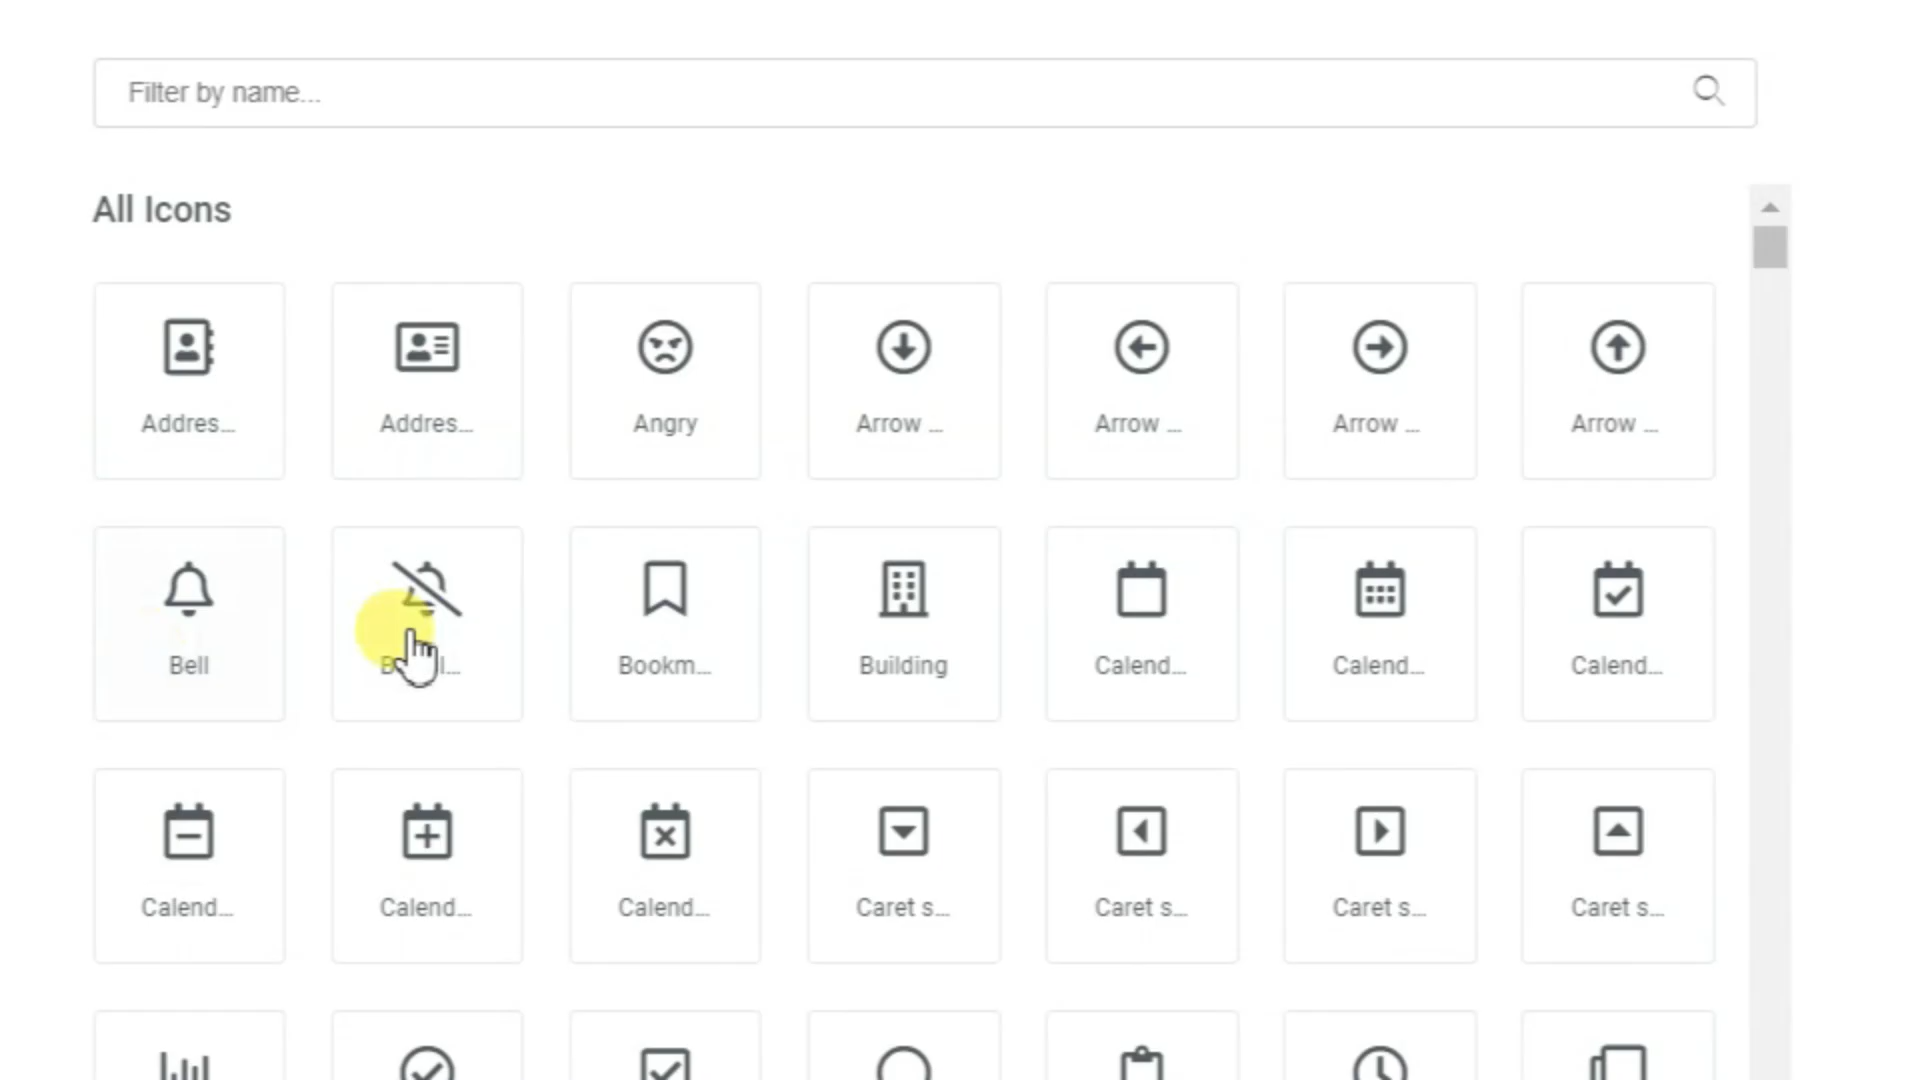 Filter by name...
All Icons
Addres... Addres... Angry Arrow ... Arrow ... Arrow ... Arrow ...
Bell Bookm... Building Calend... Calend... Calend...
Calend... Calend... Calend... Caret s... Caret s... Caret s... Caret s...